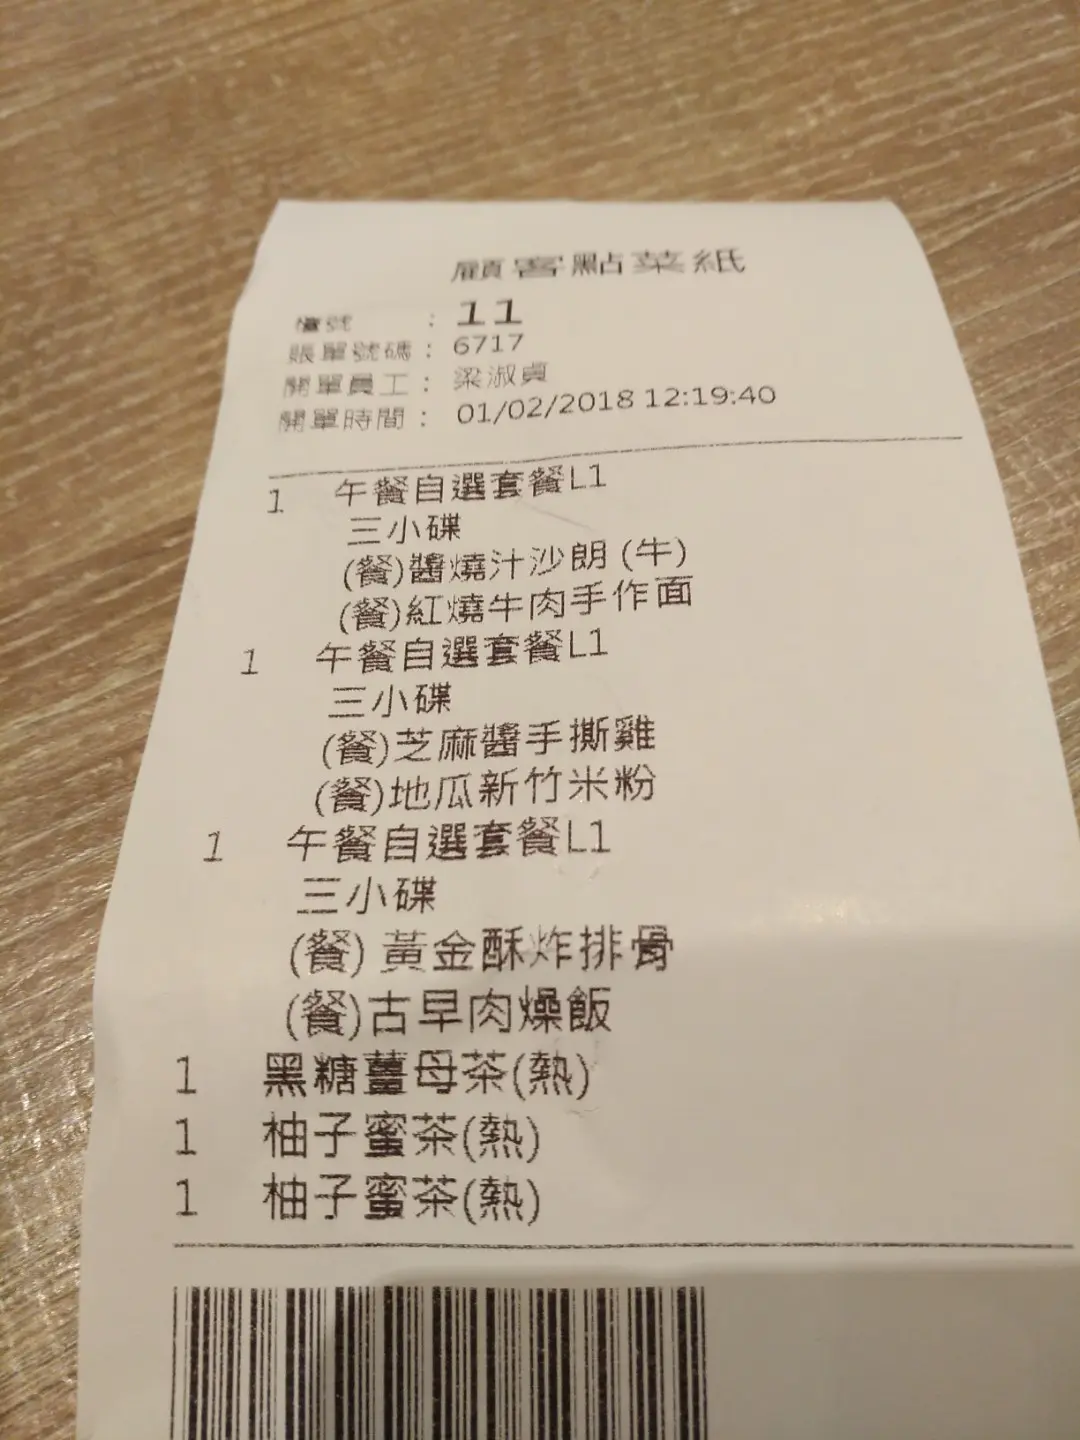 顧客點菜紙
檯號 : 11
賬單號碼 : 6717
開單員工 : 梁淑貞
開單時間 : 01/02/2018 12:19:40
1 午餐自選套餐L1
三小碟
(餐)醬燒汁沙朗 (牛)
(餐)紅燒牛肉手作面
1 午餐自選套餐L1
三小碟
(餐)芝麻醬手撕雞
(餐)地瓜新竹米粉
1 午餐自選套餐L1
三小碟
(餐) 黃金酥炸排骨
(餐)古早肉燥飯
1 黑糖薑母茶(熱)
1 柚子蜜茶(熱)
1 柚子蜜茶(熱)